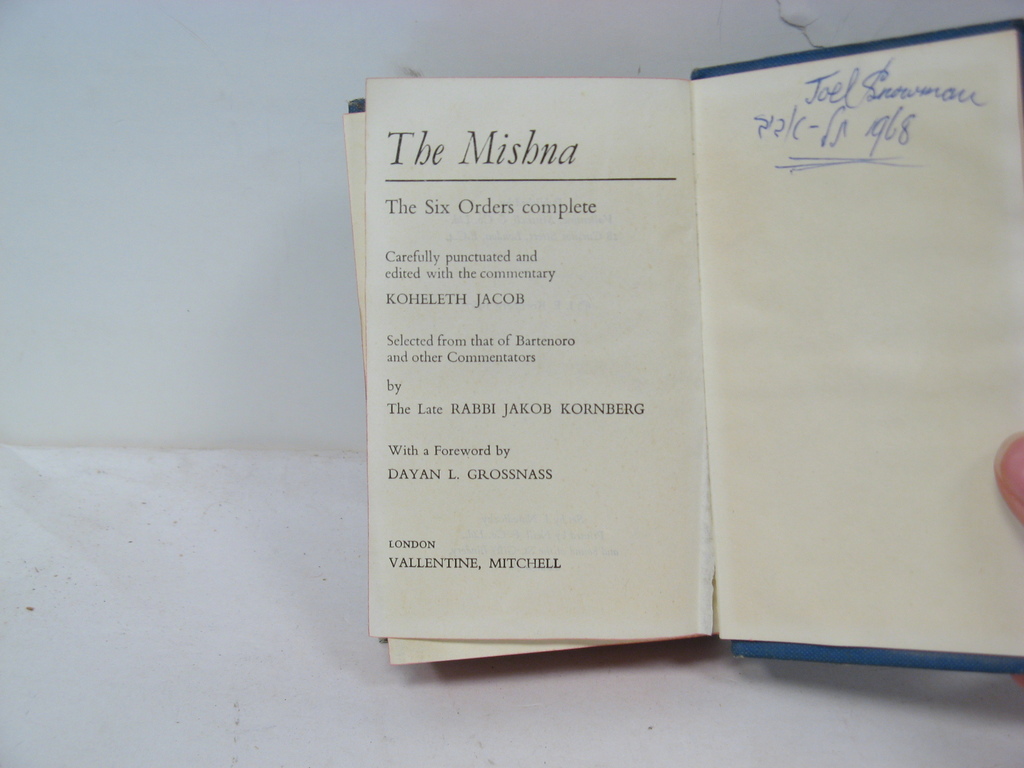 The Mishna
The Six Orders complete
Carefully punctuated and
edited with the commentary
KOHELETH JACOB
Selected from that of Bartenoro
and other Commentators
by
The Late RABBI JAKOB KORNBERG
With a Foreword by
DAYAN L. GROSSNASS
LONDON
VALLENTINE, MITCHELL
Joel Snowman
תל-אביב 1968